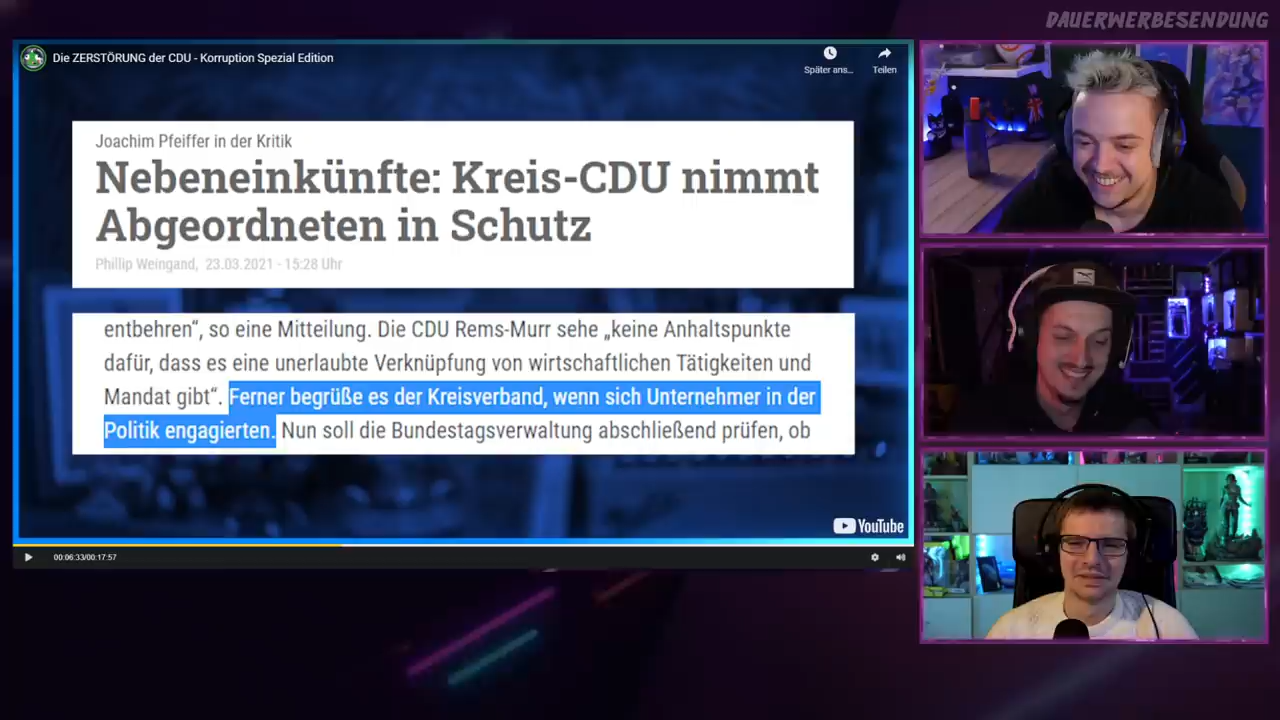 DAUERWERBESENDUNG
Die ZERSTÖRUNG der CDU - Korruption Spezial Edition
Später ans...
Teilen
Joachim Pfeiffer in der Kritik
Nebeneinkünfte: Kreis-CDU nimmt
Abgeordneten in Schutz
Phillip Weingand, 23.03.2021 - 15:28 Uhr
entbehren“, so eine Mitteilung. Die CDU Rems-Murr sehe „keine Anhaltspunkte
dafür, dass es eine unerlaubte Verknüpfung von wirtschaftlichen Tätigkeiten und
Mandat gibt“. Ferner begrüße es der Kreisverband, wenn sich Unternehmer in der
Politik engagierten. Nun soll die Bundestagsverwaltung abschließend prüfen, ob
YouTube
00:06:33/00:17:57